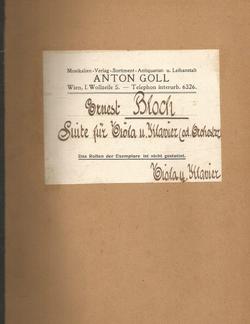 Musikalien-Verlag-Sortiment-Antiquariat u. Leihanstalt
ANTON GOLL
Wien, I. Wollzeile 5. — Telephon interurb. 6326.
Ernest Bloch
Suite für Viola u. Klavier (od. Orchester)
Das Rollen der Exemplare ist nicht gestattet.
Viola u. Klavier